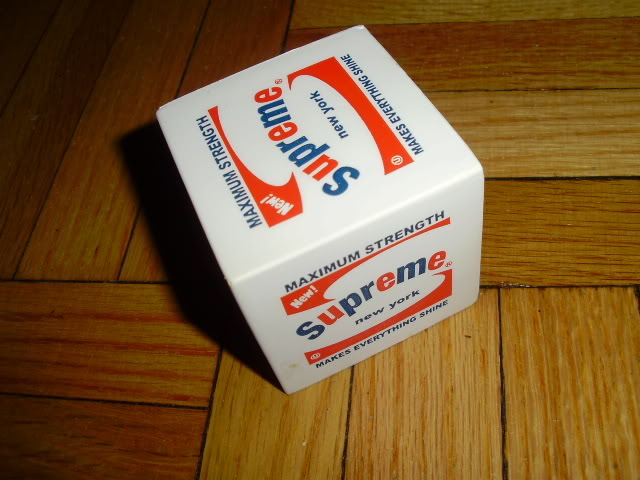 MAXIMUM STRENGTH
New!
Supreme®
new york
MAKES EVERYTHING SHINE
MAXIMUM STRENGTH
New!
Supreme®
new york
MAKES EVERYTHING SHINE